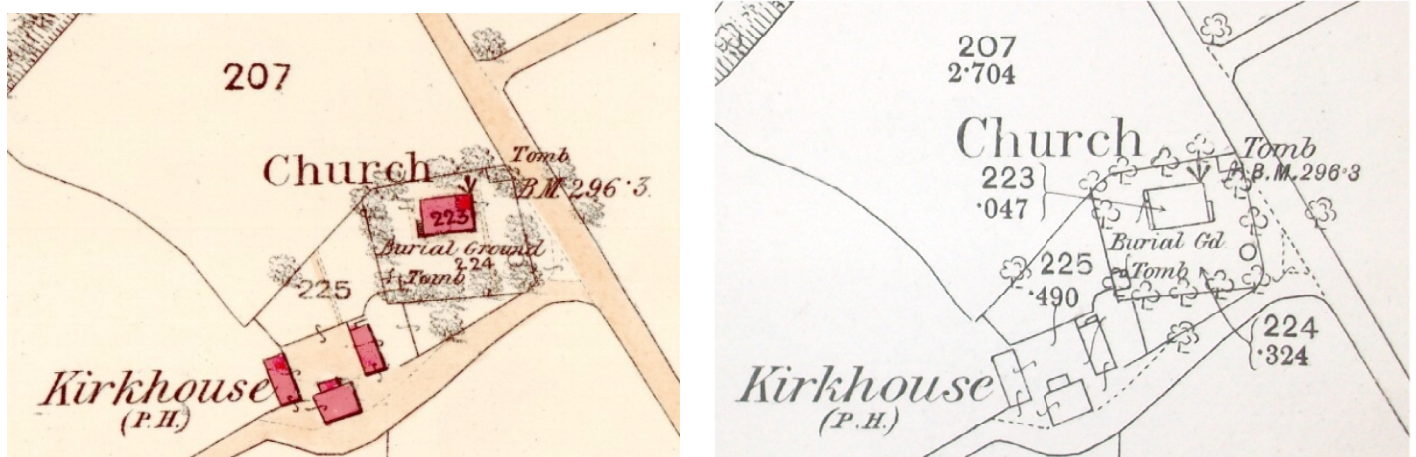 207
Church
Tomb
B.M. 296·3.
223
Burial Ground
224
Tomb
225
Kirkhouse
(P.H.)
207
2·704
Church
Tomb
B.M. 296·3
223
·047
Burial Gd
225
·490
Tomb
224
·324
Kirkhouse
(P.H.)